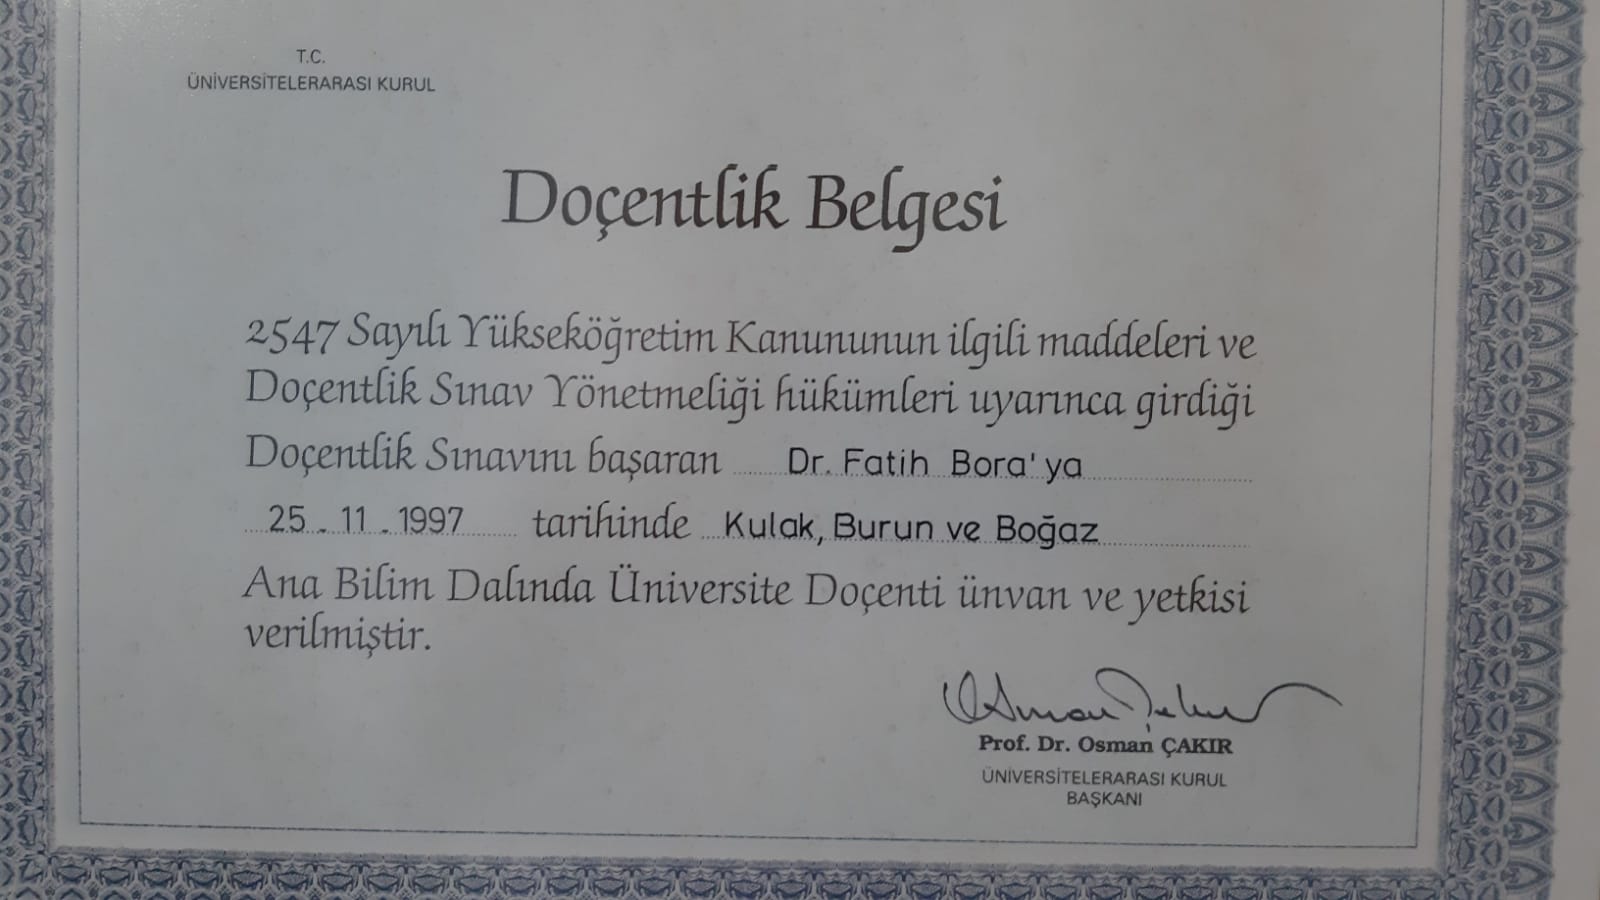 T.C.
ÜNİVERSİTELERARASI KURUL
Doçentlik Belgesi
2547 Sayılı Yükseköğretim Kanununun ilgili maddeleri ve
Doçentlik Sınav Yönetmeliği hükümleri uyarınca girdiği
Doçentlik Sınavını başaran Dr. Fatih Bora'ya
25.11.1997 tarihinde Kulak, Burun ve Boğaz
Ana Bilim Dalında Üniversite Doçenti ünvan ve yetkisi
verilmiştir.
Prof. Dr. Osman ÇAKIR
ÜNİVERSİTELERARASI KURUL
BAŞKANI